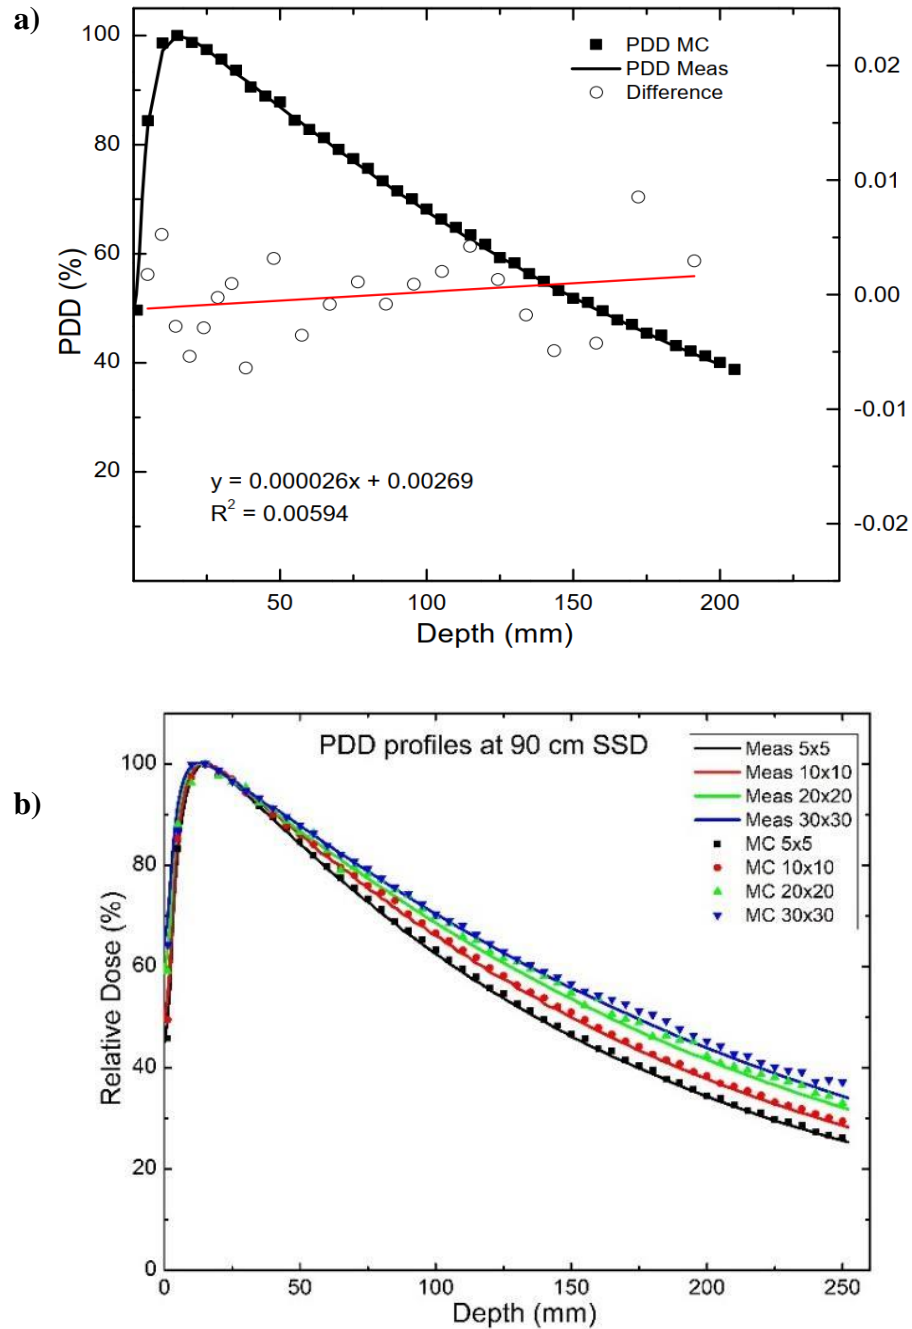 a)
PDD MC
PDD Meas
Difference
100
80
60
40
20
PDD (%)
0.02
0.01
0.00
-0.01
-0.02
y = 0.000026x + 0.00269
R² = 0.00594
50 100 150 200
Depth (mm)
b)
PDD profiles at 90 cm SSD
Meas 5x5
Meas 10x10
Meas 20x20
Meas 30x30
MC 5x5
MC 10x10
MC 20x20
MC 30x30
100
80
60
40
20
0
Relative Dose (%)
0 50 100 150 200 250
Depth (mm)